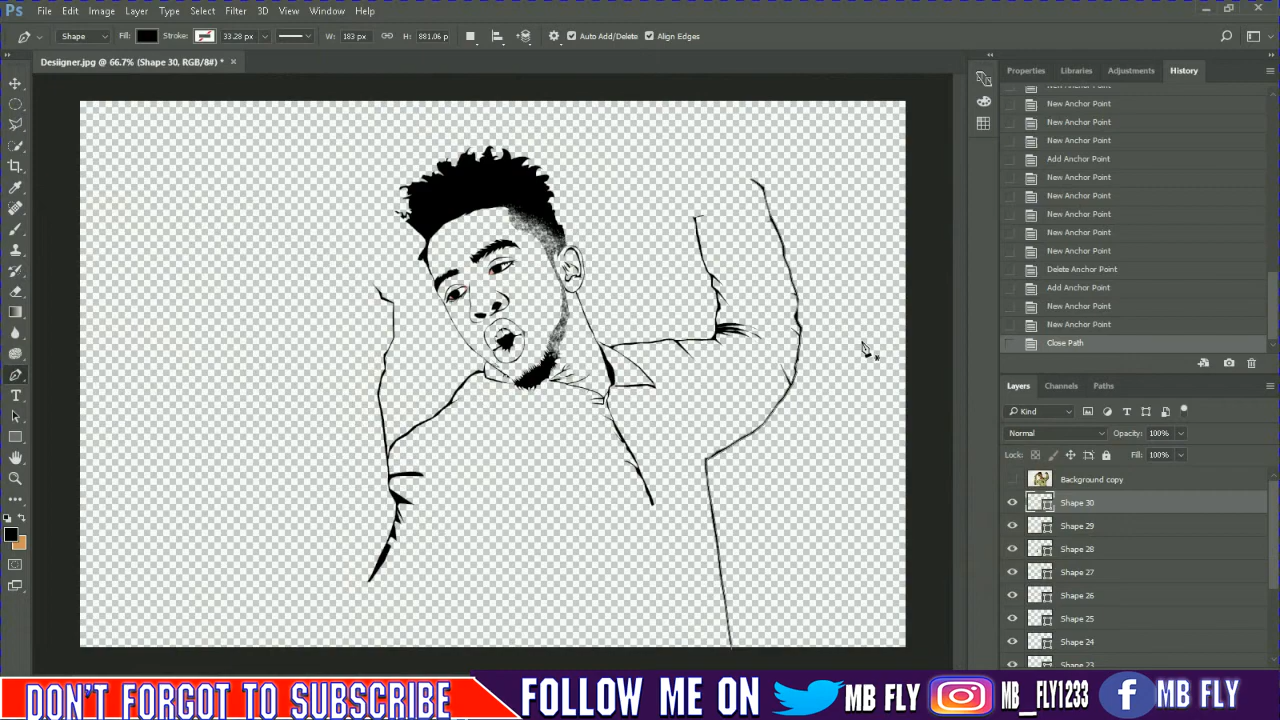 Ps File Edit Image Layer Type Select Filter 3D View Window Help
Shape Fill: Stroke: 33.28 px W: 183 px H: 881.06 p Auto Add/Delete Align Edges
Desiigner.jpg @ 66.7% (Shape 30, RGB/8#) * ×
Properties Libraries Adjustments History
New Anchor Point
New Anchor Point
New Anchor Point
New Anchor Point
Add Anchor Point
New Anchor Point
New Anchor Point
New Anchor Point
New Anchor Point
New Anchor Point
Delete Anchor Point
Add Anchor Point
New Anchor Point
New Anchor Point
Close Path
Layers Channels Paths
Kind
Normal Opacity: 100%
Lock: Fill: 100%
Background copy
Shape 30
Shape 29
Shape 28
Shape 27
Shape 26
Shape 25
Shape 24
Shape 23
DON'T FORGOT TO SUBSCRIBE FOLLOW ME ON MB FLY MB_FLY1233 MB FLY